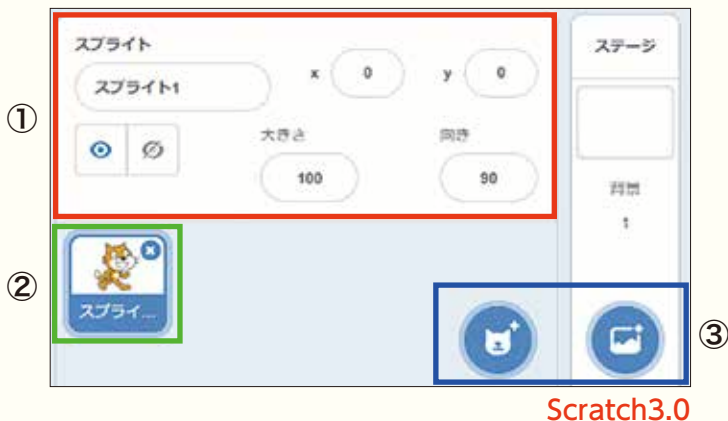 スプライト
スプライト1
x 0
y 0
ステージ
①
大きさ
向き
100
90
背景
1
②
スプライ...
③
Scratch3.0